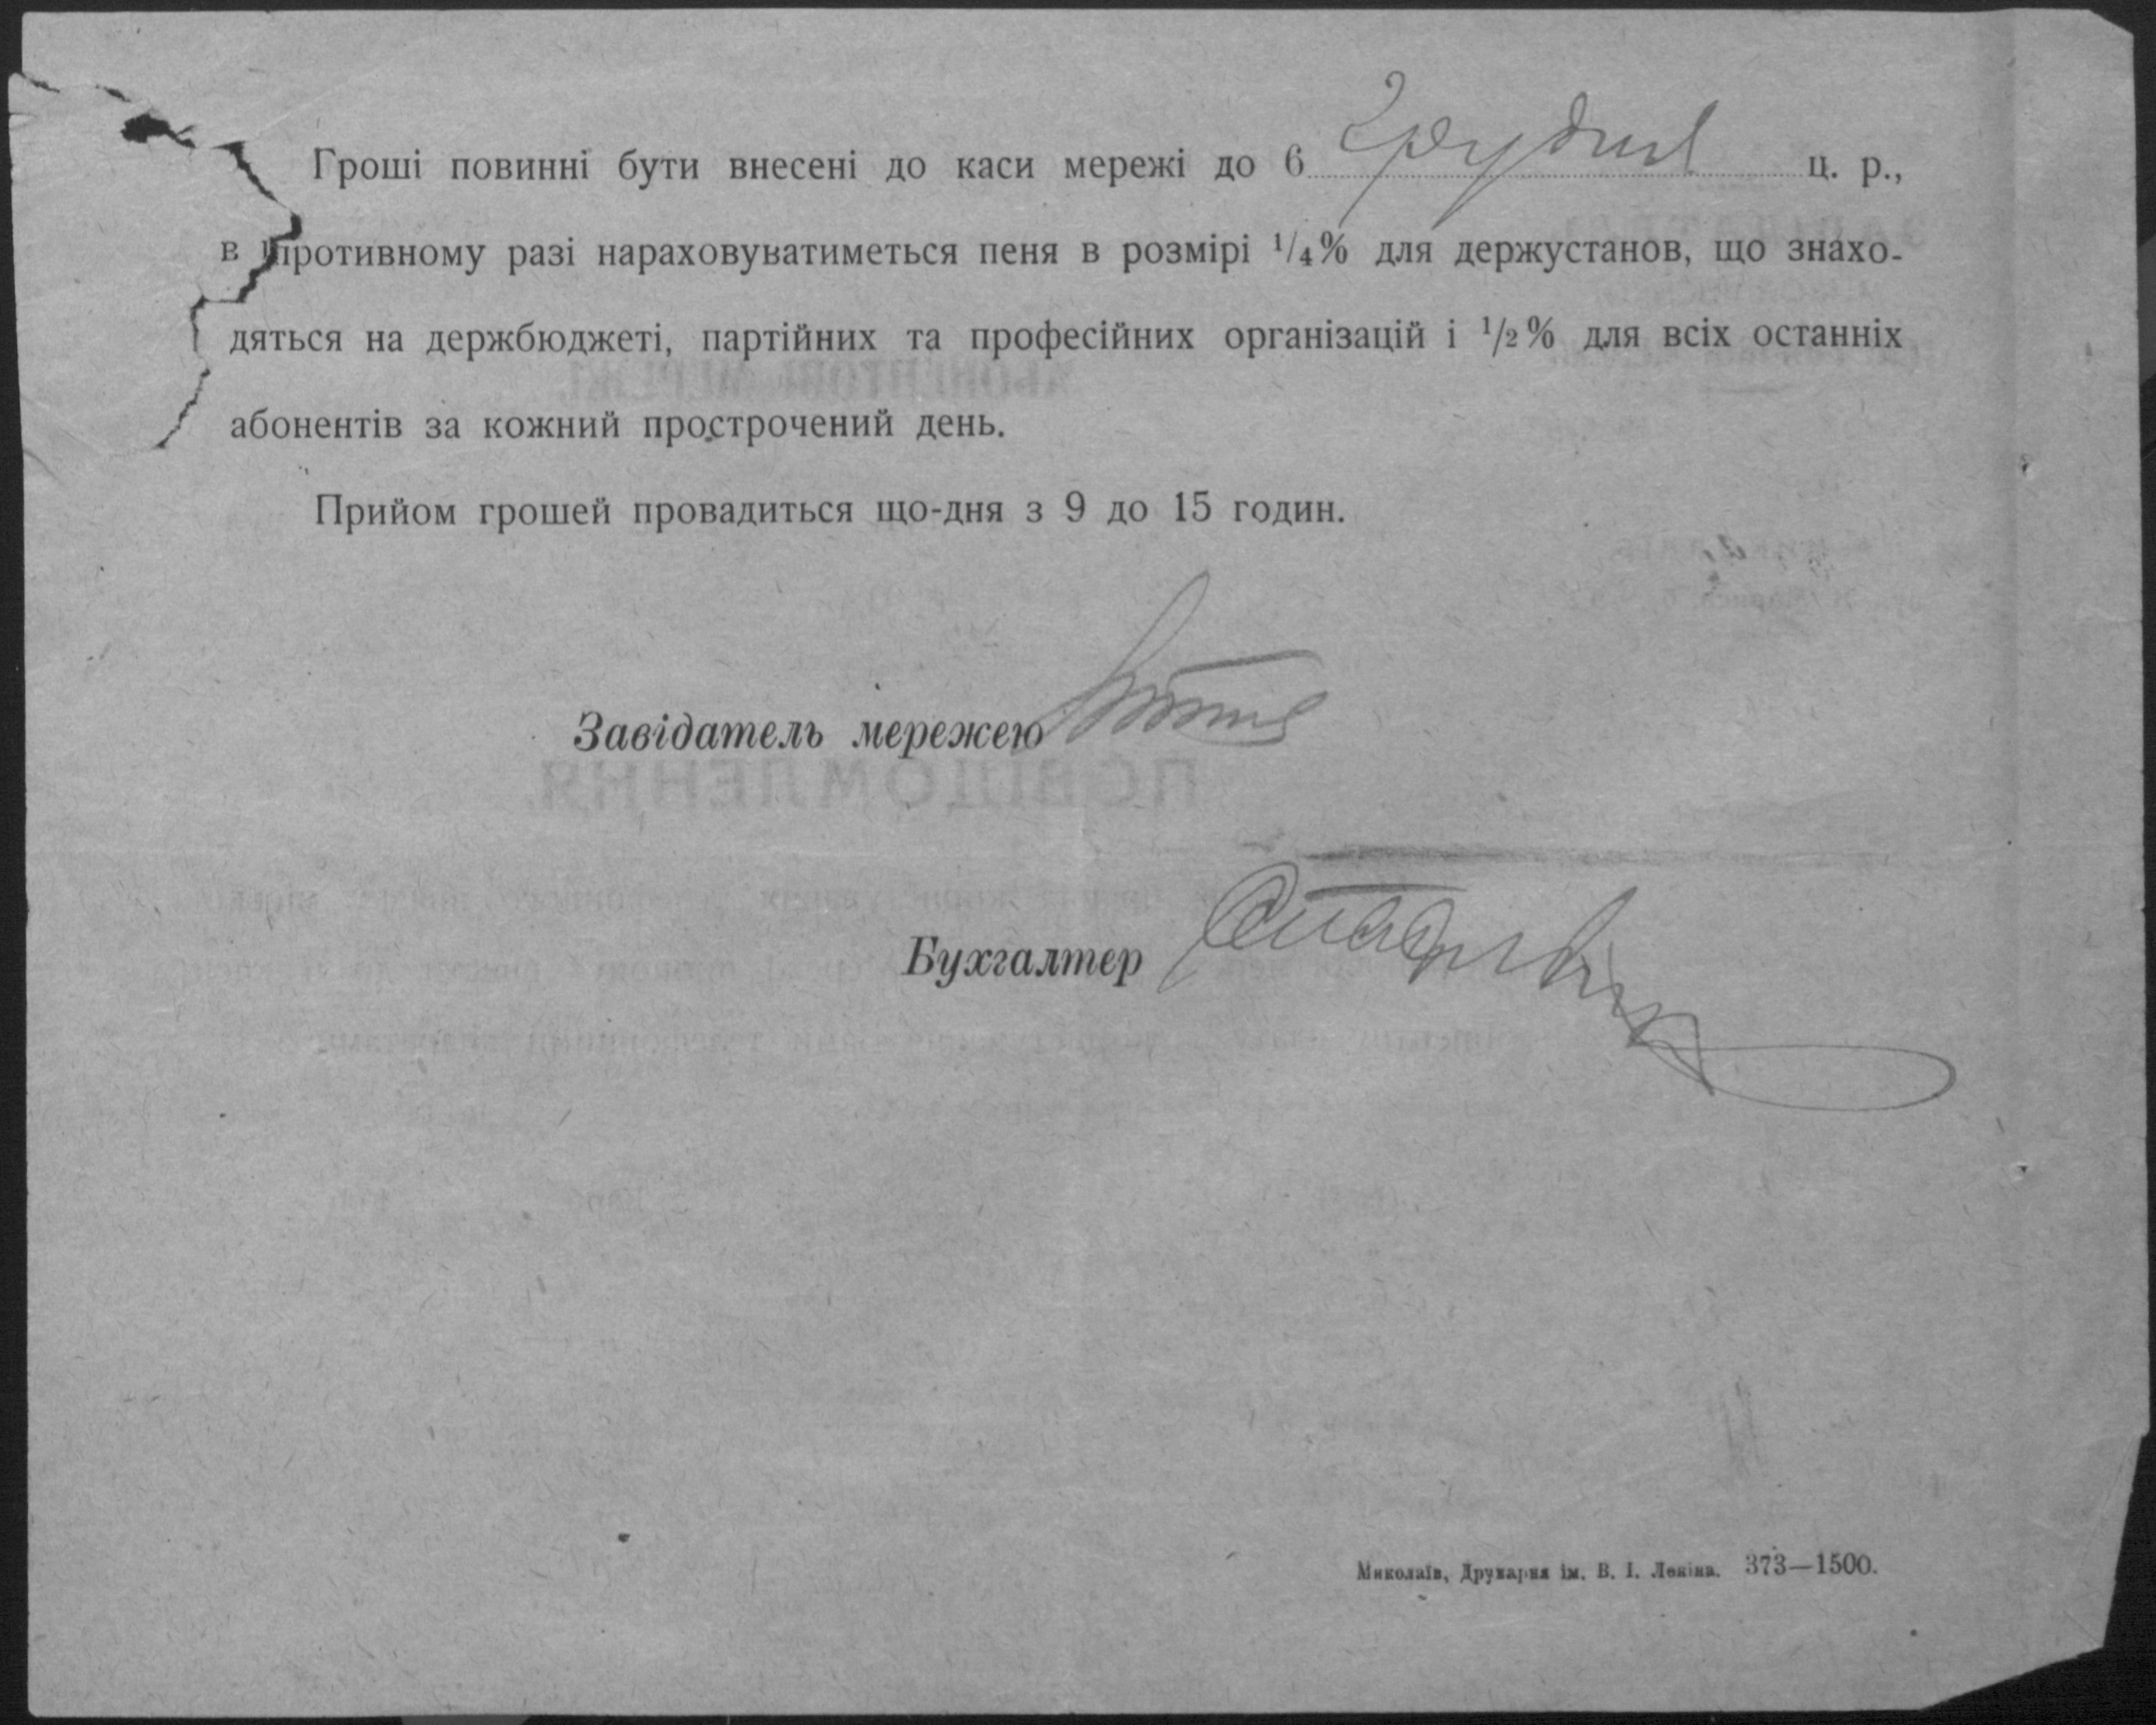 Гроші повинні бути внесені до каси мережі до 6 грудня ц. р.,
в противному разі нараховуватиметься пеня в розмірі ¹/₄% для держустанов, що знахо-
дяться на держбюджеті, партійних та професійних організацій і ¹/₂% для всіх останніх
абонентів за кожний прострочений день.
Прийом грошей провадиться що-дня з 9 до 15 годин.
Завідатель мережею
ПОВІДОМЛЕННЯ.
Бухгалтер
Миколаїв, Друкарня ім. В. І. Леніна. 373—1500.